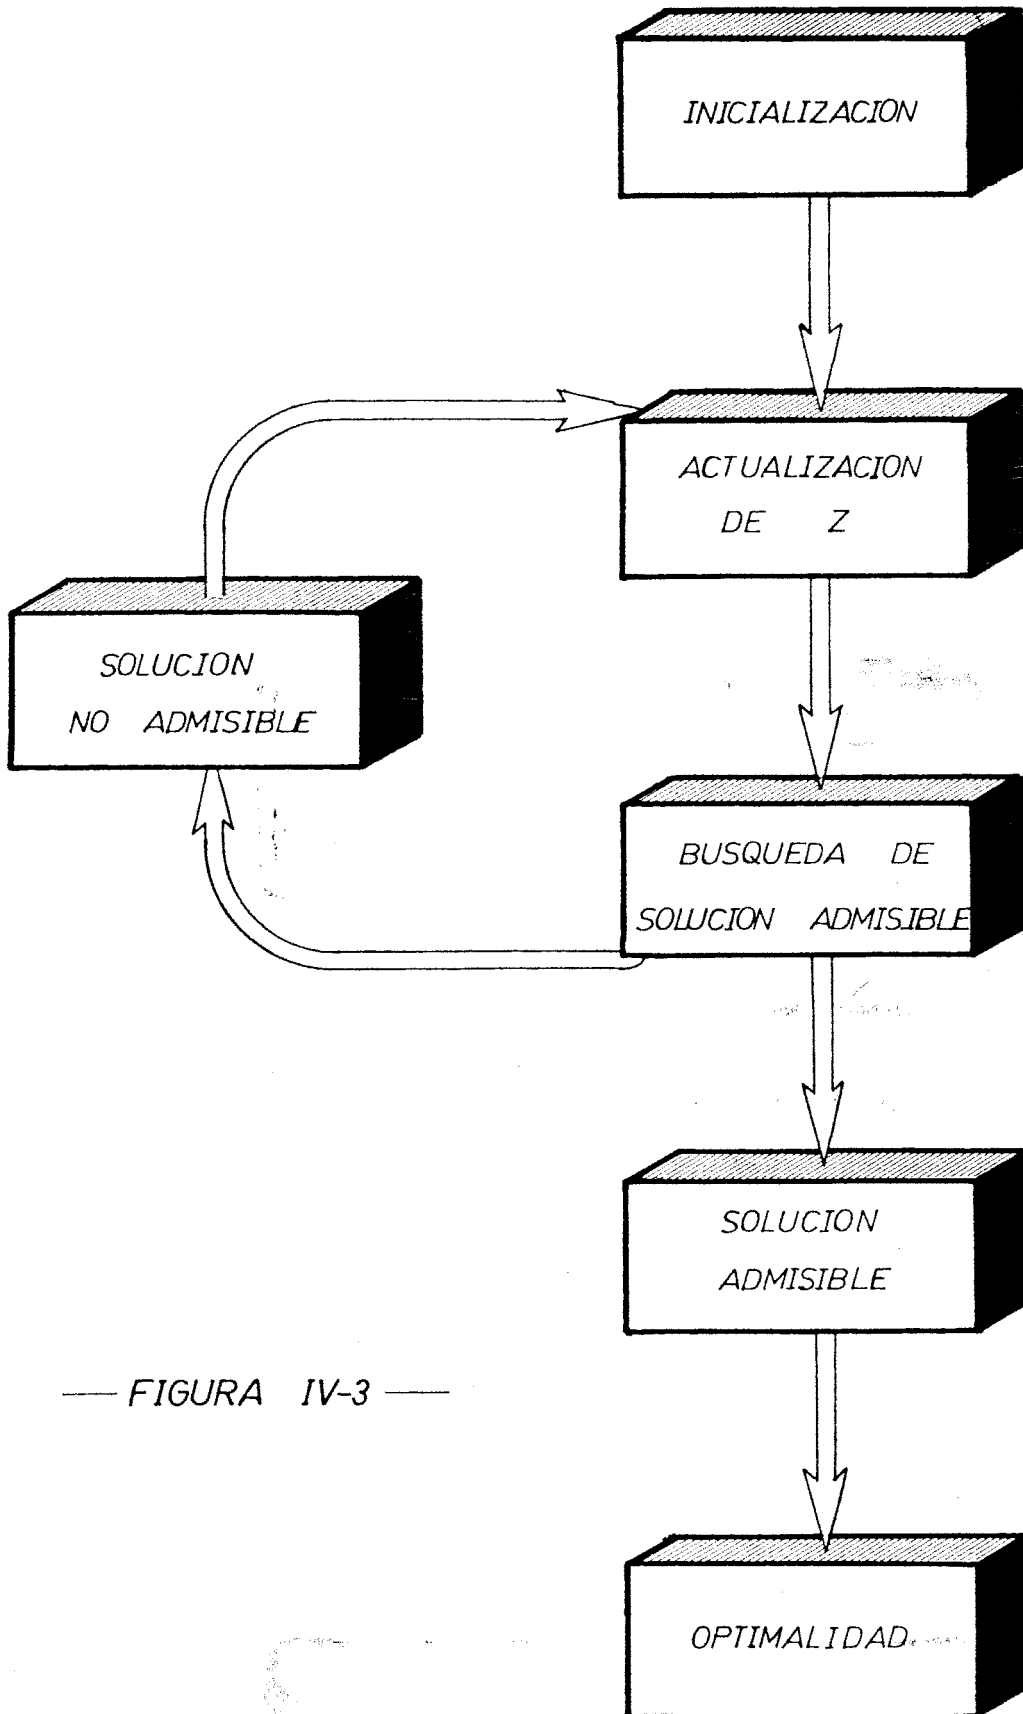 INICIALIZACION
ACTUALIZACION
DE Z
SOLUCION
NO ADMISIBLE
BUSQUEDA DE
SOLUCION ADMISIBLE
SOLUCION
ADMISIBLE
— FIGURA IV-3 —
OPTIMALIDAD